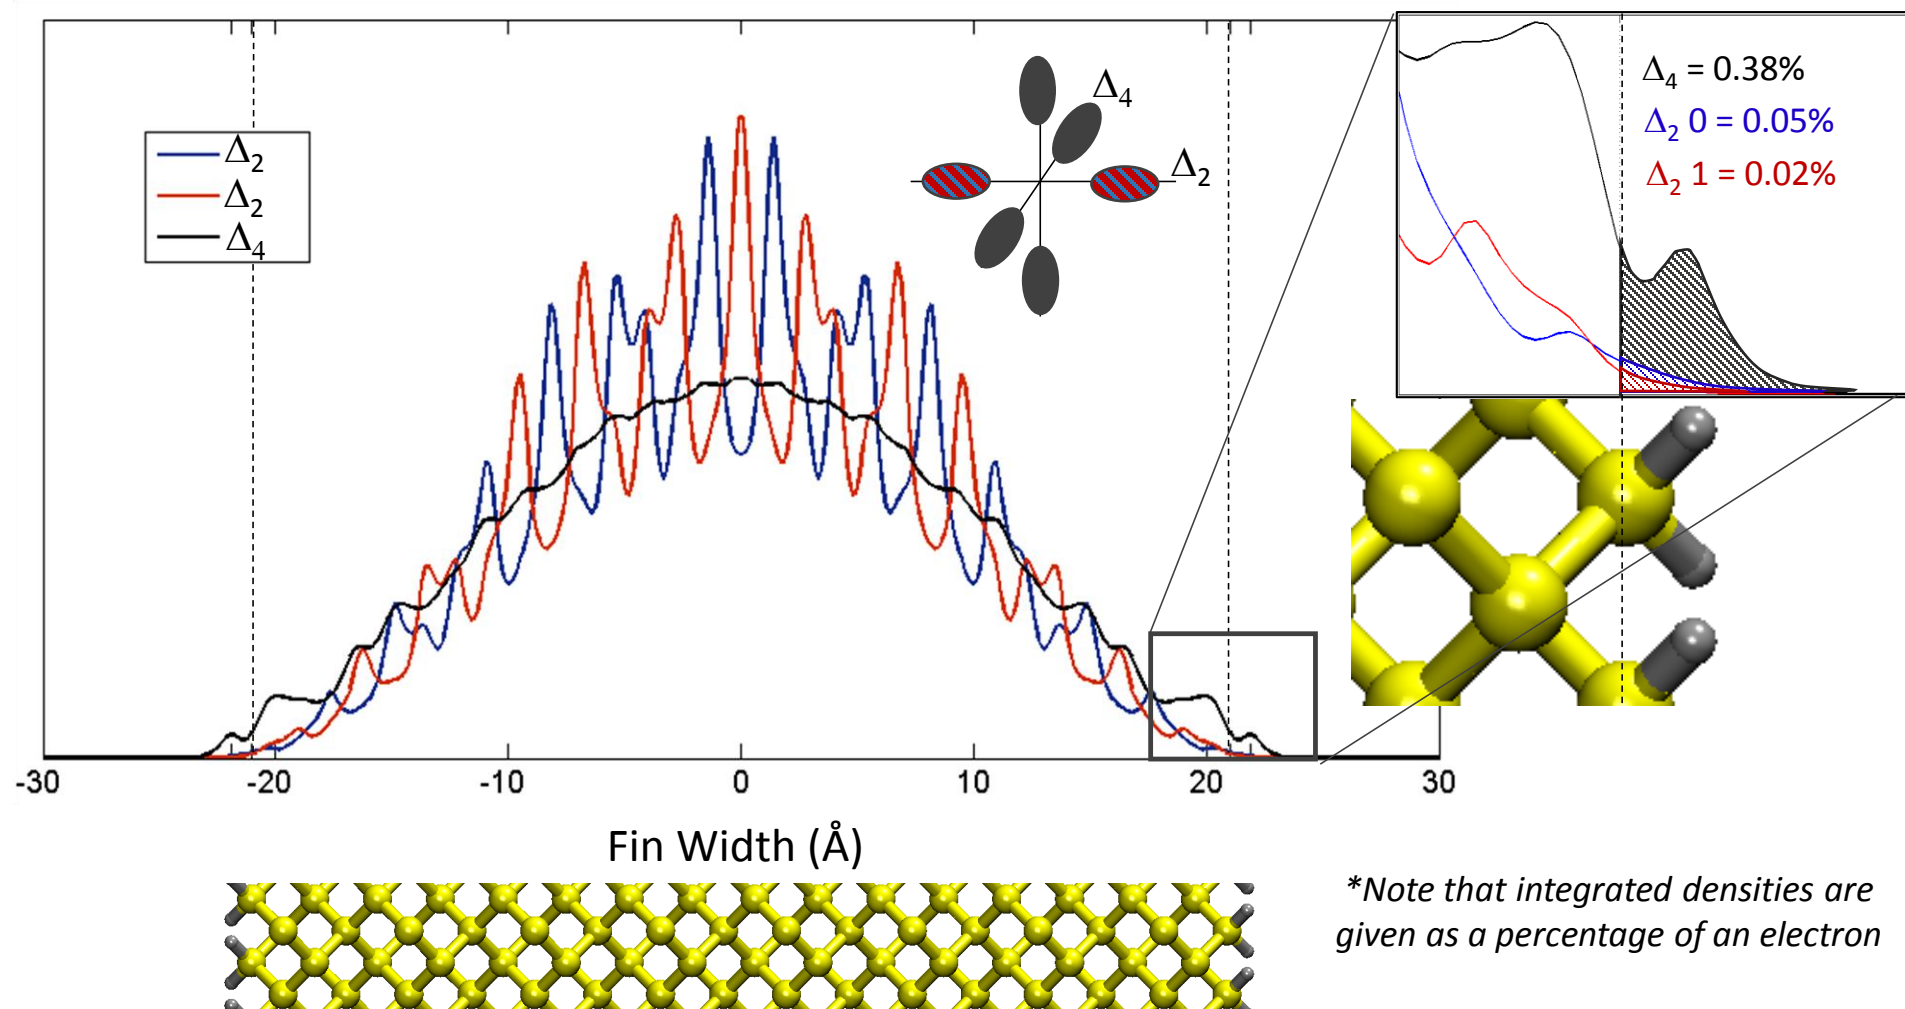 Δ2
Δ2
Δ4
Δ4
Δ2
Δ4 = 0.38%
Δ2 0 = 0.05%
Δ2 1 = 0.02%
-30 -20 -10 0 10 20 30
Fin Width (Å)
*Note that integrated densities are
given as a percentage of an electron